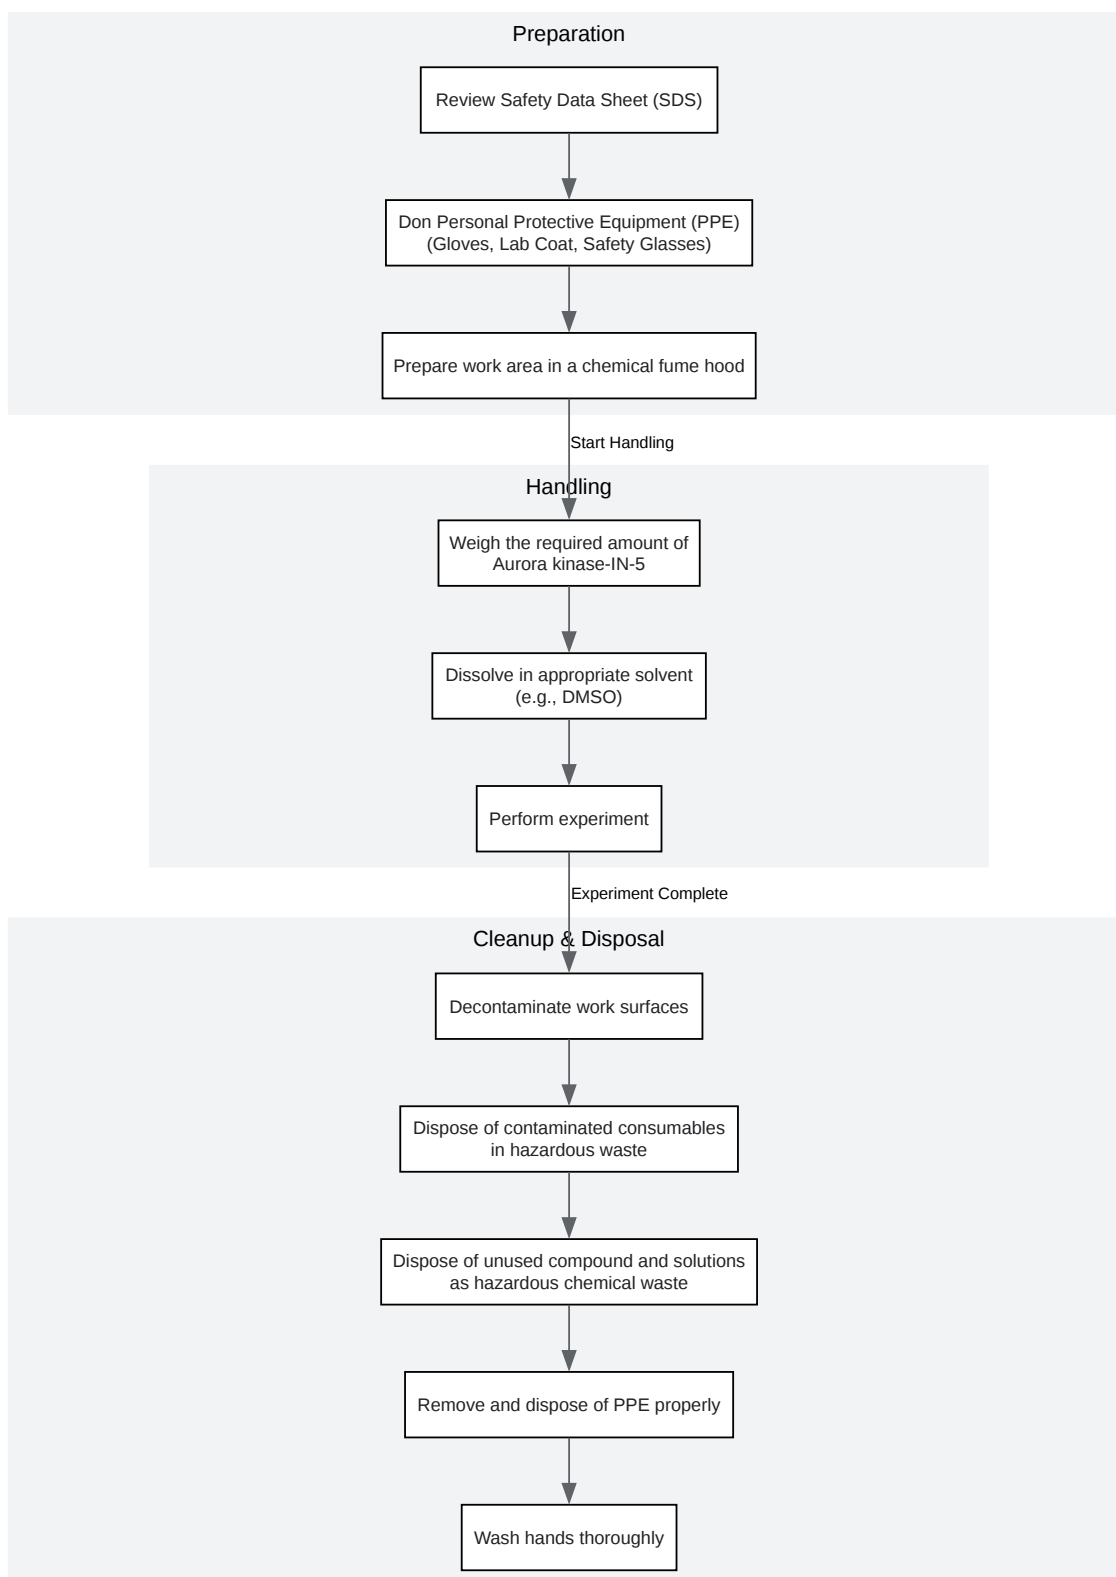 Preparation
Review Safety Data Sheet (SDS)
Don Personal Protective Equipment (PPE)
(Gloves, Lab Coat, Safety Glasses)
Prepare work area in a chemical fume hood
Start Handling
Handling
Weigh the required amount of
Aurora kinase-IN-5
Dissolve in appropriate solvent
(e.g., DMSO)
Perform experiment
Experiment Complete
Cleanup & Disposal
Decontaminate work surfaces
Dispose of contaminated consumables
in hazardous waste
Dispose of unused compound and solutions
as hazardous chemical waste
Remove and dispose of PPE properly
Wash hands thoroughly